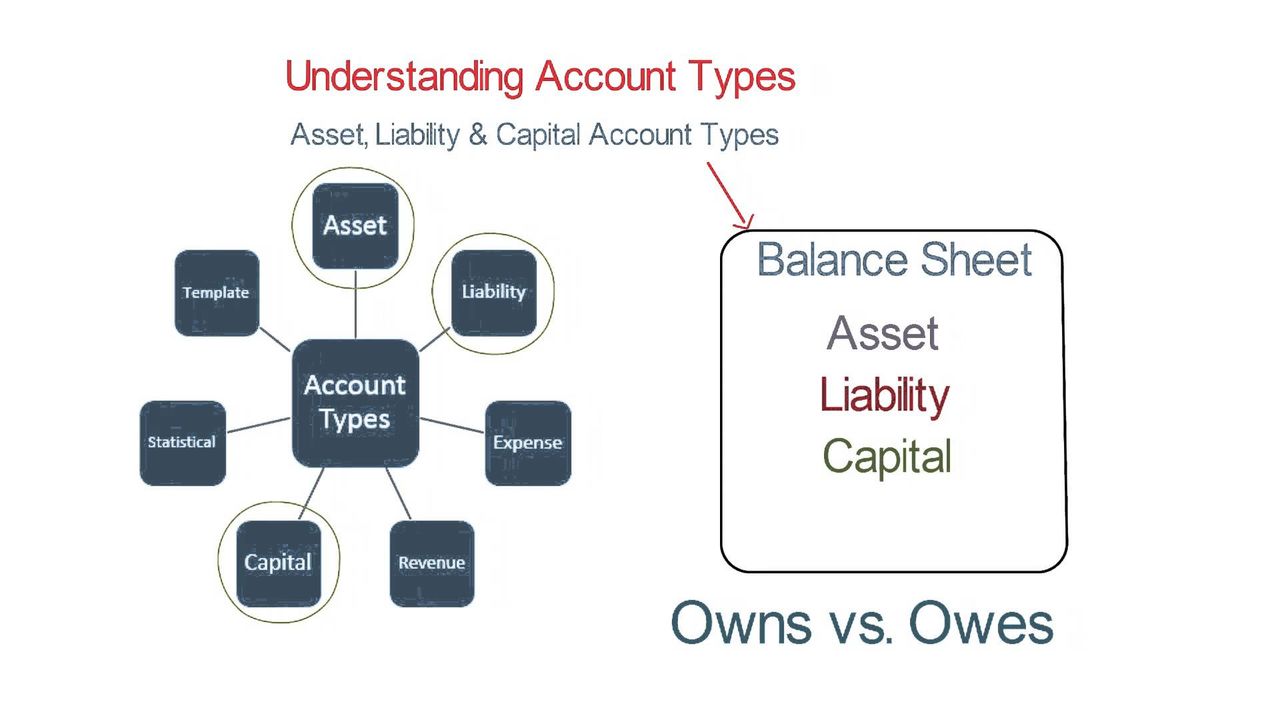 Understanding Account Types
Asset, Liability & Capital Account Types
Asset
Liability
Template
Account
Types
Statistical
Expense
Capital
Revenue
Balance Sheet
Asset
Liability
Capital
Owns vs. Owes